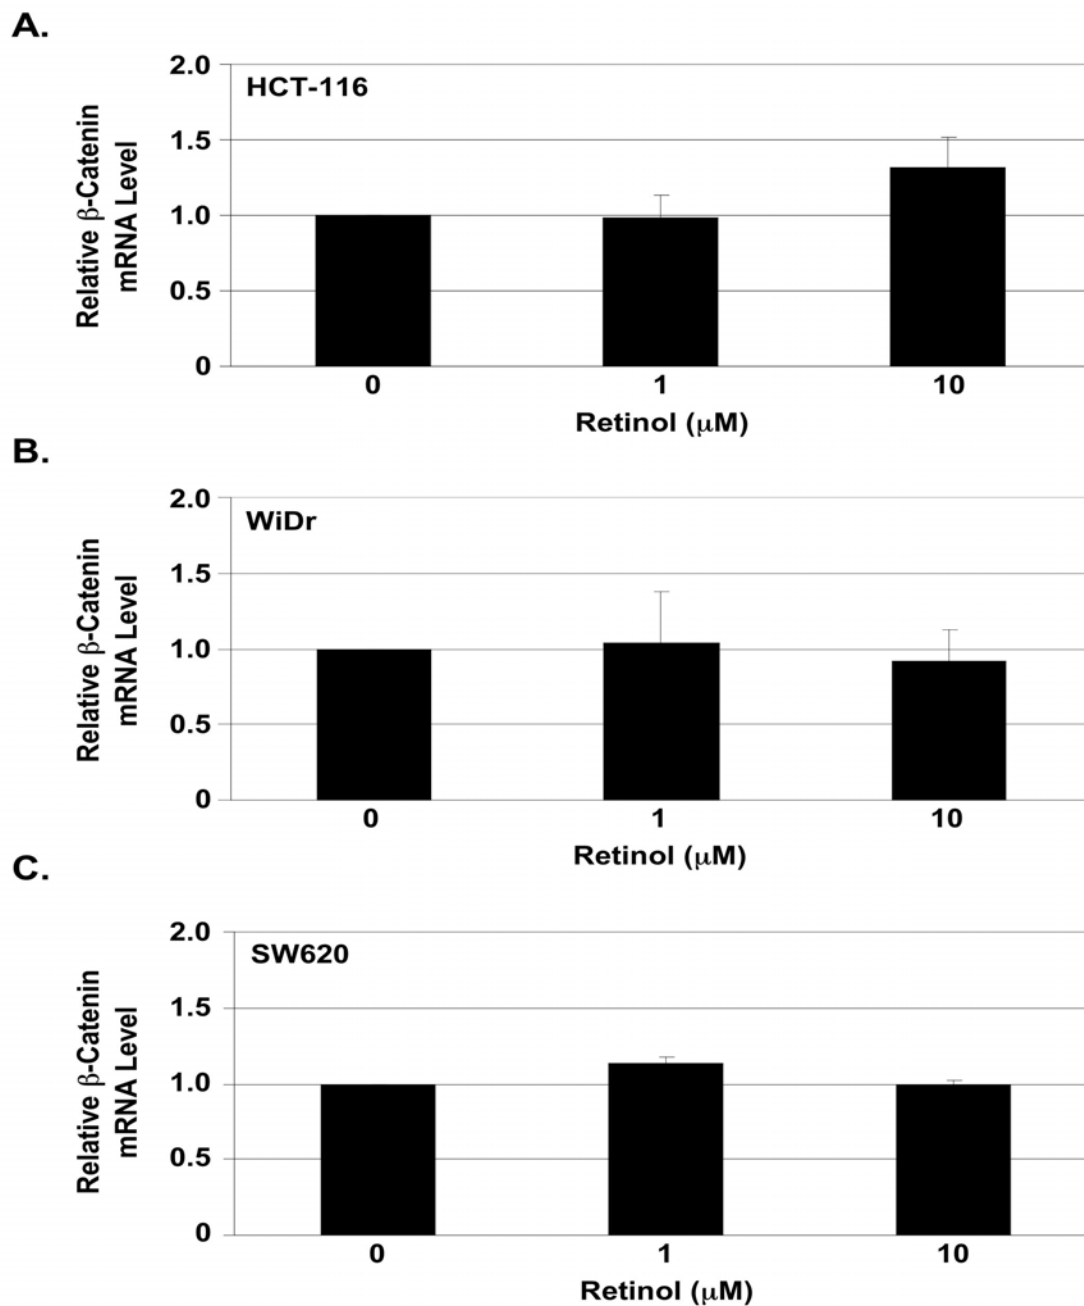 A.
HCT-116
Relative β-Catenin
mRNA Level
2.0
1.5
1.0
0.5
0
0 1 10
Retinol (μM)
B.
WiDr
Relative β-Catenin
mRNA Level
2.0
1.5
1.0
0.5
0
0 1 10
Retinol (μM)
C.
SW620
Relative β-Catenin
mRNA Level
2.0
1.5
1.0
0.5
0
0 1 10
Retinol (μM)